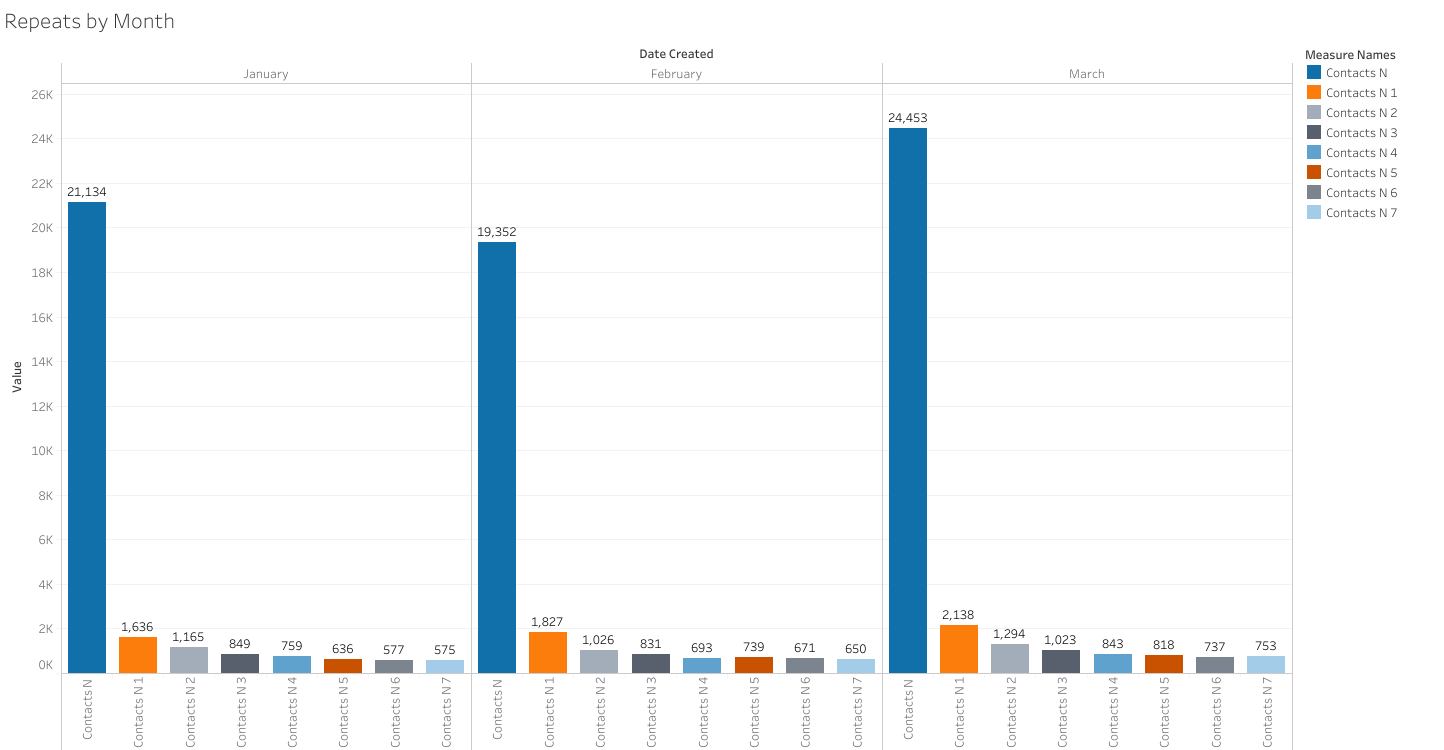 Repeats by Month
Date Created
January February March
Measure Names
Contacts N
Contacts N 1
Contacts N 2
Contacts N 3
Contacts N 4
Contacts N 5
Contacts N 6
Contacts N 7
Value
26K
24K
22K
20K
18K
16K
14K
12K
10K
8K
6K
4K
2K
0K
21,134
1,636
1,165
849
759
636
577
575
19,352
1,827
1,026
831
693
739
671
650
24,453
2,138
1,294
1,023
843
818
737
753
Contacts N
Contacts N 1
Contacts N 2
Contacts N 3
Contacts N 4
Contacts N 5
Contacts N 6
Contacts N 7
Contacts N
Contacts N 1
Contacts N 2
Contacts N 3
Contacts N 4
Contacts N 5
Contacts N 6
Contacts N 7
Contacts N
Contacts N 1
Contacts N 2
Contacts N 3
Contacts N 4
Contacts N 5
Contacts N 6
Contacts N 7